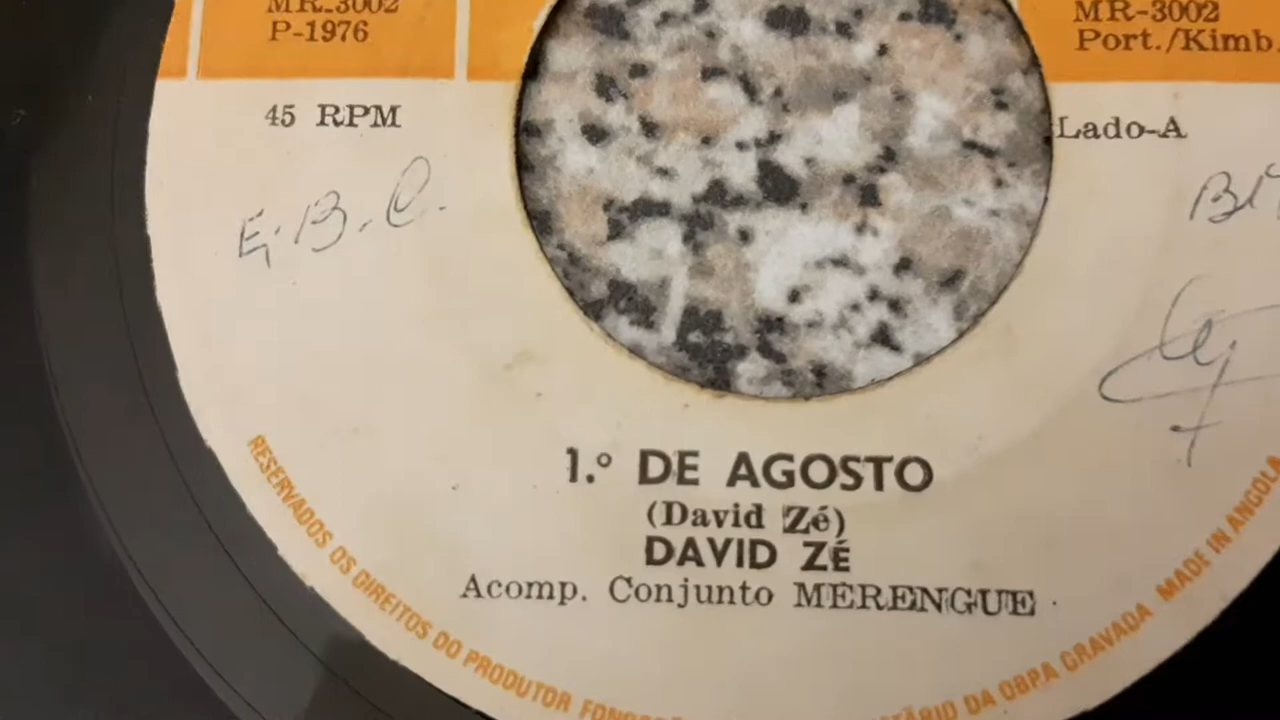 MR-3002
P-1976
MR-3002
Port./Kimb.
45 RPM
Lado-A
E.B.C.
1.º DE AGOSTO
(David Zé)
DAVID ZÉ
Acomp. Conjunto MERENGUE
RESERVADOS OS DIREITOS DO PRODUTOR
DA OBRA GRAVADA MADE IN ANGOLA